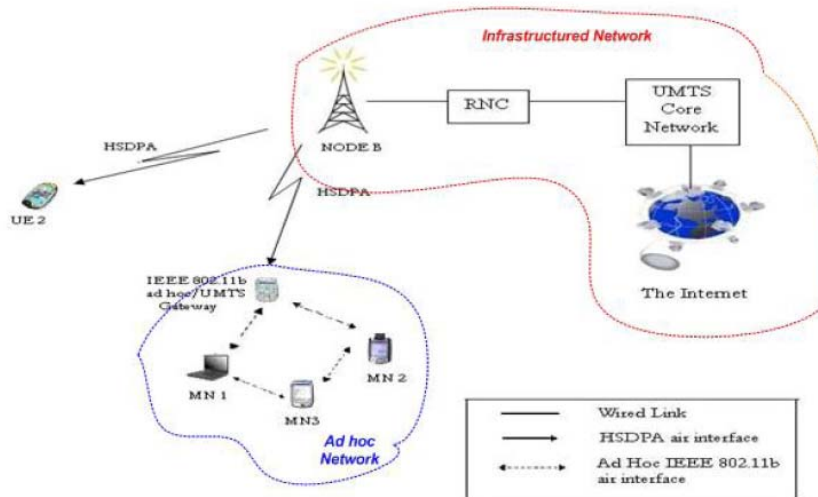 Infrastructured Network
UMTS
Core
Network
RNC
NODE B
HSDPA
UE 2
HSDPA
IEEE 802.11b
ad hoc/UMTS
Gateway
The Internet
MN 1
MN 2
MN3
Ad hoc
Network
Wired Link
HSDPA air interface
Ad Hoc IEEE 802.11b
air interface